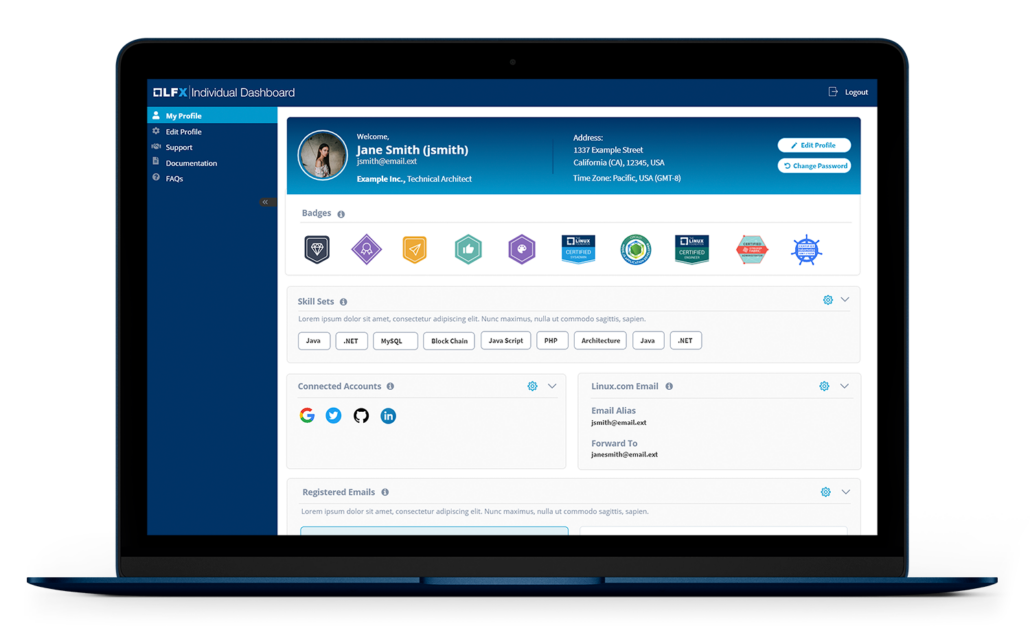 LFX Individual Dashboard
Logout
My Profile
Edit Profile
Support
Documentation
FAQs
Welcome,
Jane Smith (jsmith)
jsmith@email.ext
Example Inc., Technical Architect
Address:
1337 Example Street
California (CA), 12345, USA
Time Zone: Pacific, USA (GMT-8)
Edit Profile
Change Password
Badges
LINUX
CERTIFIED
LINUX
CERTIFIED
CERTIFIED
Skill Sets
Lorem ipsum dolor sit amet, consectetur adipiscing elit. Nunc maximus, nulla ut commodo sagittis, sapien.
Java .NET MySQL Block Chain Java Script PHP Architecture Java .NET
Connected Accounts
Linux.com Email
Email Alias
jsmith@email.ext
Forward To
janesmith@email.ext
Registered Emails
Lorem ipsum dolor sit amet, consectetur adipiscing elit. Nunc maximus, nulla ut commodo sagittis, sapien.